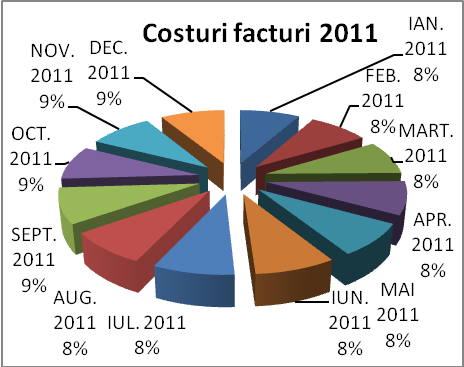 Costuri facturi 2011
IAN.
2011
8%
FEB.
2011
8%
MART.
2011
8%
APR.
2011
8%
MAI
2011
8%
IUN.
2011
8%
IUL. 2011
8%
AUG.
2011
8%
SEPT.
2011
9%
OCT.
2011
9%
NOV.
2011
9%
DEC.
2011
9%